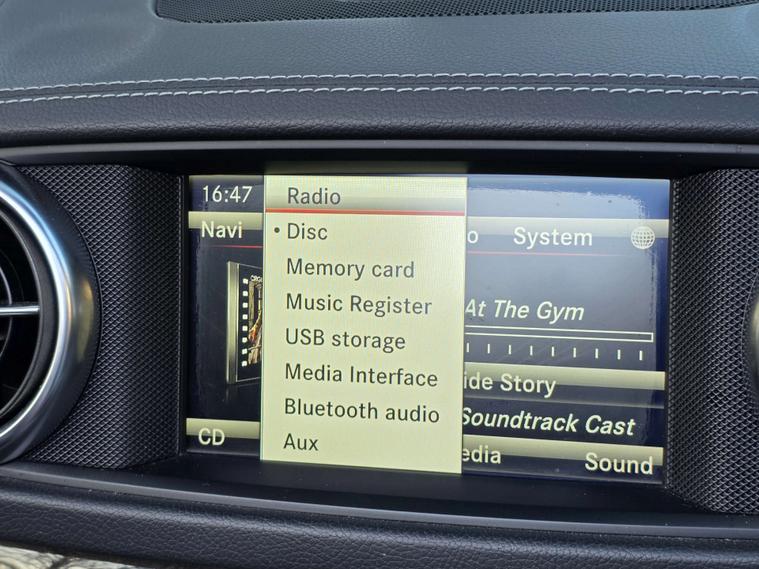 16:47
Radio
Navi
Disc
o System
Memory card
Music Register
At The Gym
USB storage
Media Interface
ide Story
Bluetooth audio
Soundtrack Cast
CD
Aux
edia
Sound